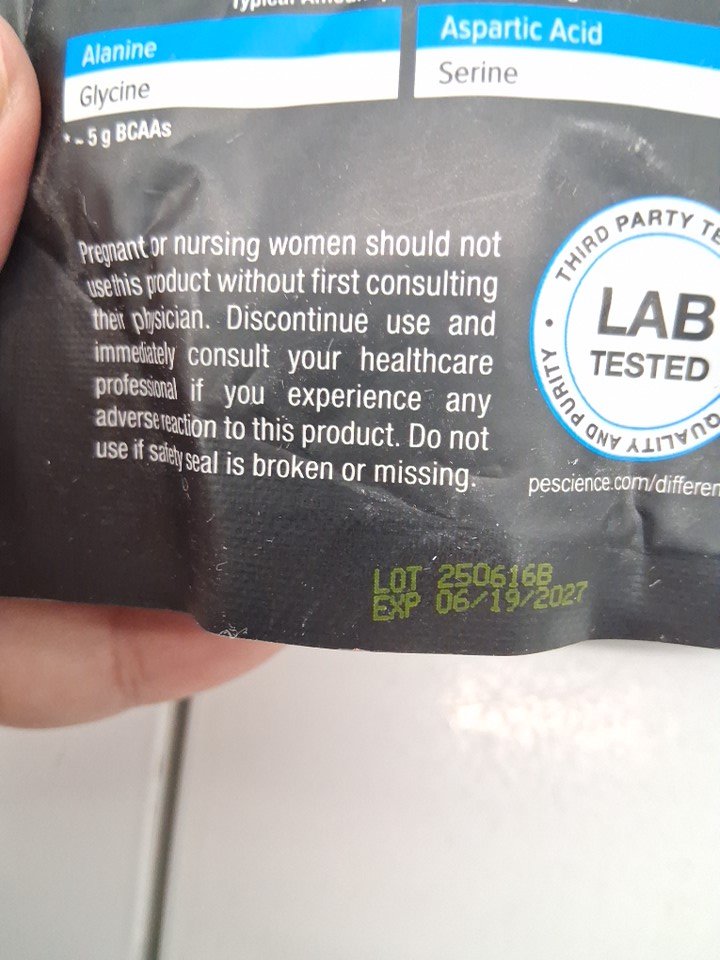 Typical Amou
Alanine
Glycine
Aspartic Acid
Serine
* ~ 5 g BCAAs
Pregnant or nursing women should not
use this product without first consulting
their physician. Discontinue use and
immediately consult your healthcare
professional if you experience any
adverse reaction to this product. Do not
use if safety seal is broken or missing.
THIRD PARTY TE
LAB
TESTED
QUALITY AND PURITY
pescience.com/differen
LOT 250616B
EXP 06/19/2027